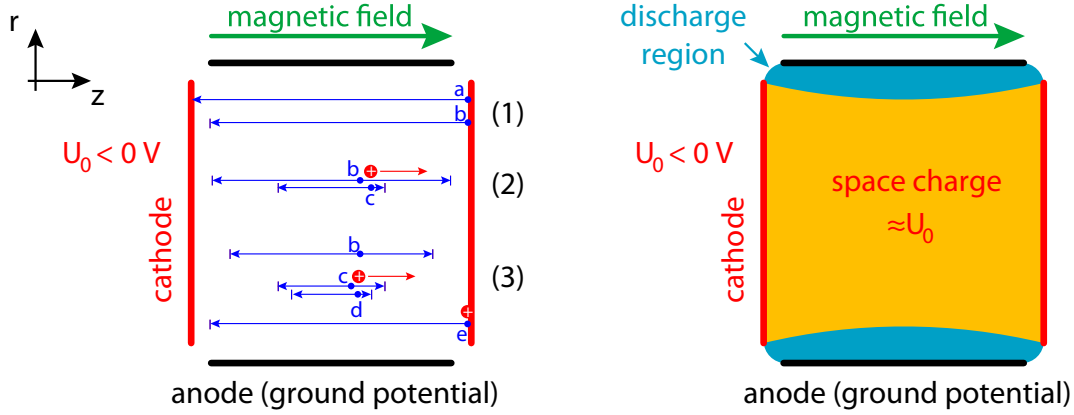 magnetic field
r
z
a
b
(1)
U₀ < 0 V
cathode
b
+
c
(2)
b
+
c
d
(3)
+
e
anode (ground potential)
discharge
region
magnetic field
U₀ < 0 V
cathode
space charge
≈U₀
anode (ground potential)